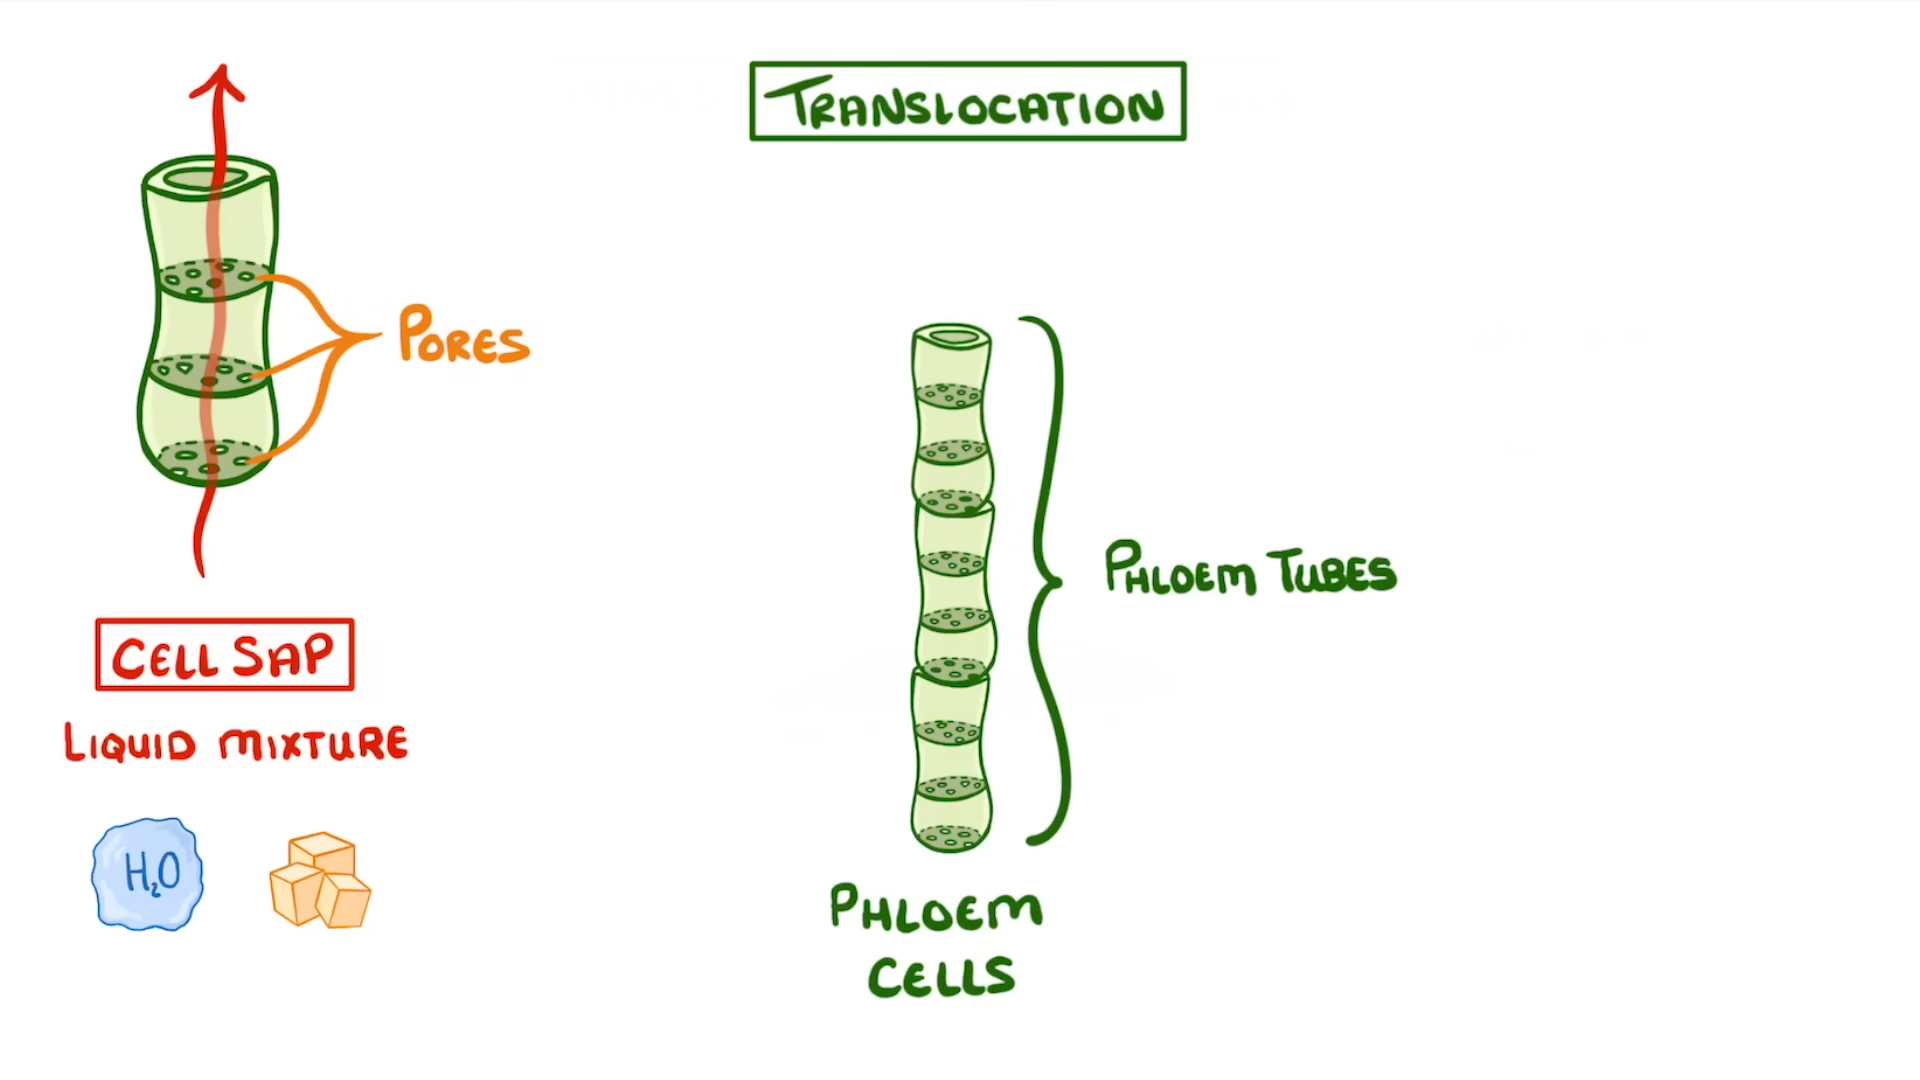 TRANSLOCATION
PORES
PHLOEM TUBES
CELL SAP
LIQUID MIXTURE
H₂O
PHLOEM
CELLS